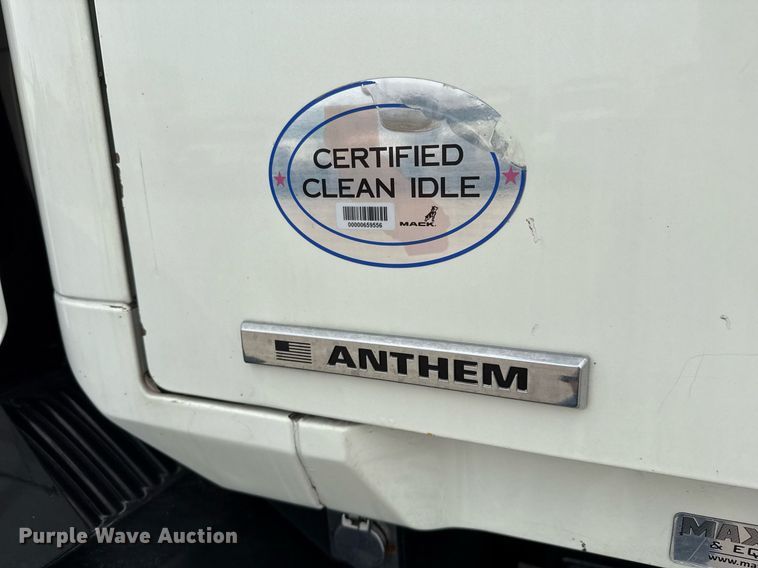 CERTIFIED
CLEAN IDLE
00000659556
MACK
ANTHEM
Purple Wave Auction